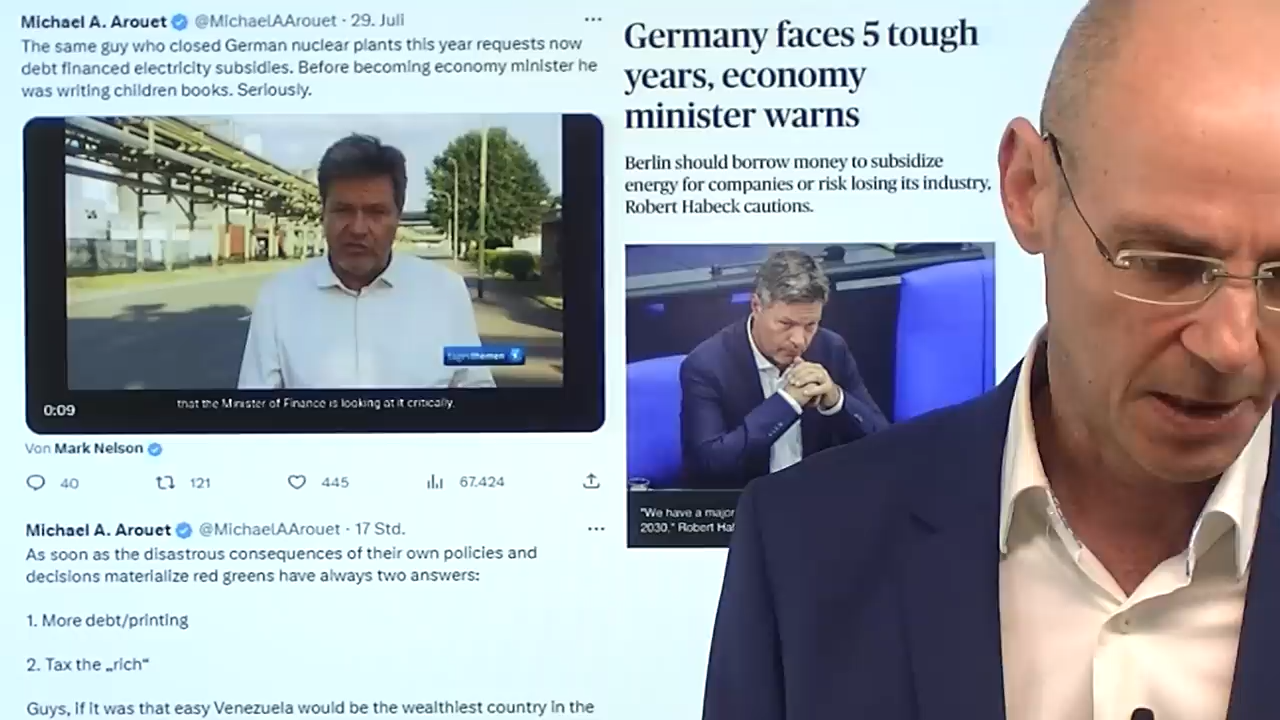 Michael A. Arouet @MichaelAArouet · 29. Juli
The same guy who closed German nuclear plants this year requests now
debt financed electricity subsidies. Before becoming economy minister he
was writing children books. Seriously.
tagesthemen
that the Minister of Finance is looking at it critically.
0:09
Von Mark Nelson
40 121 445 67.424
Michael A. Arouet @MichaelAArouet · 17 Std.
As soon as the disastrous consequences of their own policies and
decisions materialize red greens have always two answers:
1. More debt/printing
2. Tax the „rich“
Guys, if it was that easy Venezuela would be the wealthiest country in the
Germany faces 5 tough
years, economy
minister warns
Berlin should borrow money to subsidize
energy for companies or risk losing its industry,
Robert Habeck cautions.
"We have a major
2030," Robert Ha